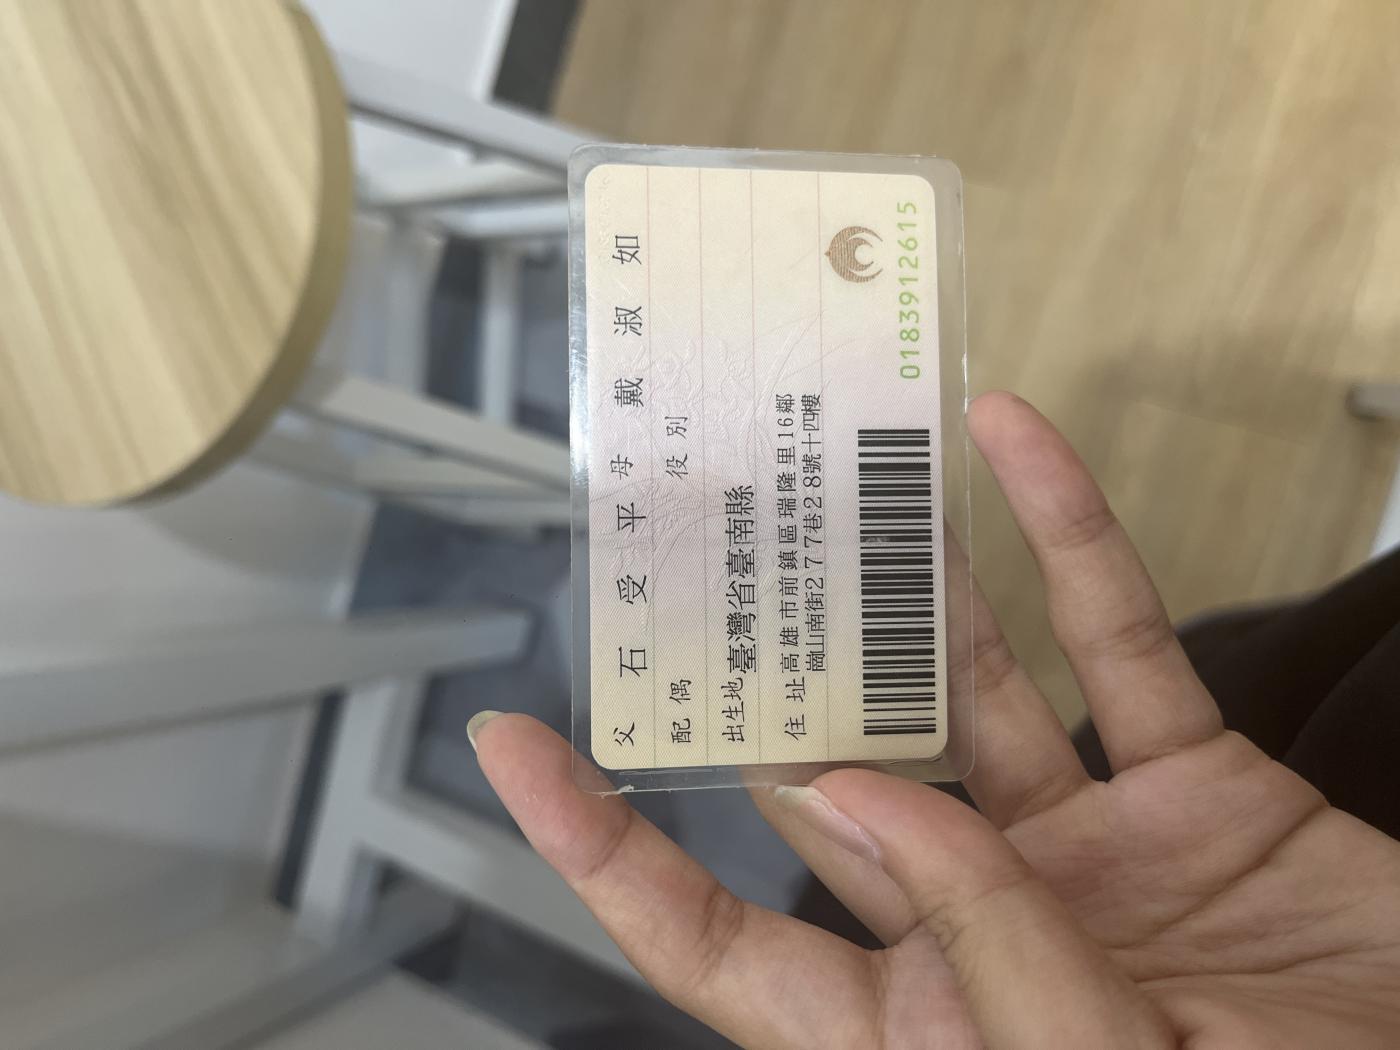 父 石受平 母 戴淑如
配偶 役別
出生地 臺灣省臺南縣
住址 高雄市前鎮區瑞隆里16鄰
崗山南街277巷28號十四樓
0183912615